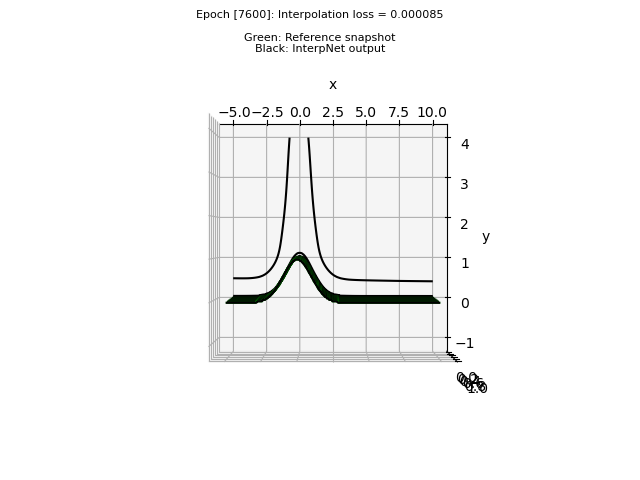 Epoch [7600]: Interpolation loss = 0.000085
Green: Reference snapshot
Black: InterpNet output
x
−5.0 −2.5 0.0 2.5 5.0 7.5 10.0
4
3
2
y
1
0
−1